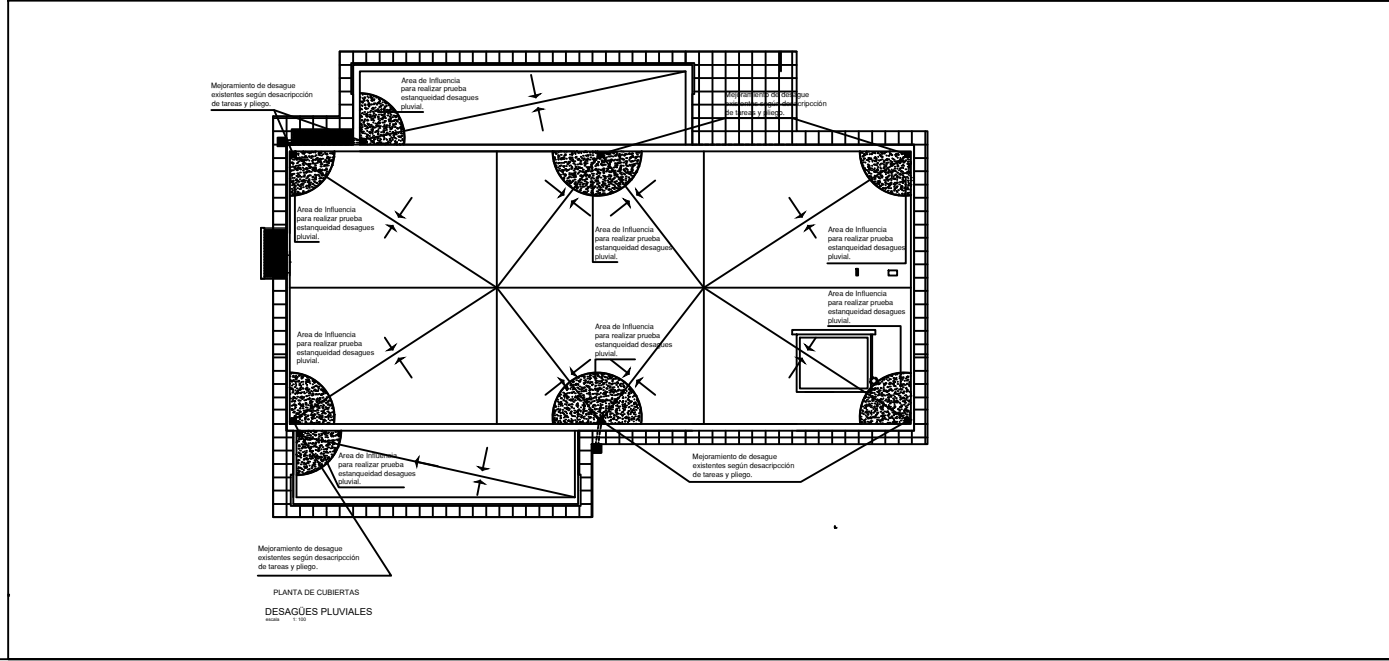 Area de Influencia
para realizar prueba
estanqueidad desagues
pluvial.
Mejoramiento de desague
existentes según desacripcción
de tareas y pliego.
Mejoramiento de desague
existentes según desacripcción
de tareas y pliego.
Area de Influencia
para realizar prueba
estanqueidad desagues
pluvial.
Area de Influencia
para realizar prueba
estanqueidad desagues
pluvial.
Area de Influencia
para realizar prueba
estanqueidad desagues
pluvial.
Area de Influencia
para realizar prueba
estanqueidad desagues
pluvial.
Area de Influencia
para realizar prueba
estanqueidad desagues
pluvial.
Area de Influencia
para realizar prueba
estanqueidad desagues
pluvial.
Area de Influencia
para realizar prueba
estanqueidad desagues
pluvial.
Mejoramiento de desague
existentes según desacripcción
de tareas y pliego.
Mejoramiento de desague
existentes según desacripcción
de tareas y pliego.
PLANTA DE CUBIERTAS
DESAGÜES PLUVIALES
escala 1: 100